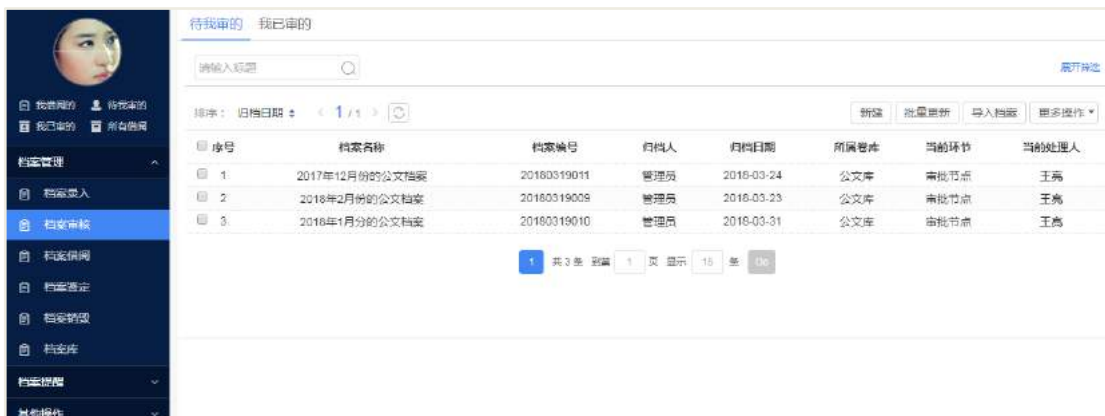 待我审的 我已审的
请输入标题
展开筛选
我借阅的 待我审的
我已审的 所有借阅
排序： 归档日期 1 / 1
新建 批量更新 导入档案 更多操作
档案管理
档案录入
档案审核
档案借阅
档案鉴定
档案销毁
档案库
档案提醒
其他操作
序号 档案名称 档案编号 归档人 归档日期 所属卷库 当前环节 当前处理人
1 2017年12月份的公文档案 20180319011 管理员 2018-03-24 公文库 审批节点 王亮
2 2018年2月份的公文档案 20180319009 管理员 2018-03-23 公文库 审批节点 王亮
3 2018年1月分的公文档案 20180319010 管理员 2018-03-31 公文库 审批节点 王亮
1 共3条 到第 1 页 显示 15 条 Go